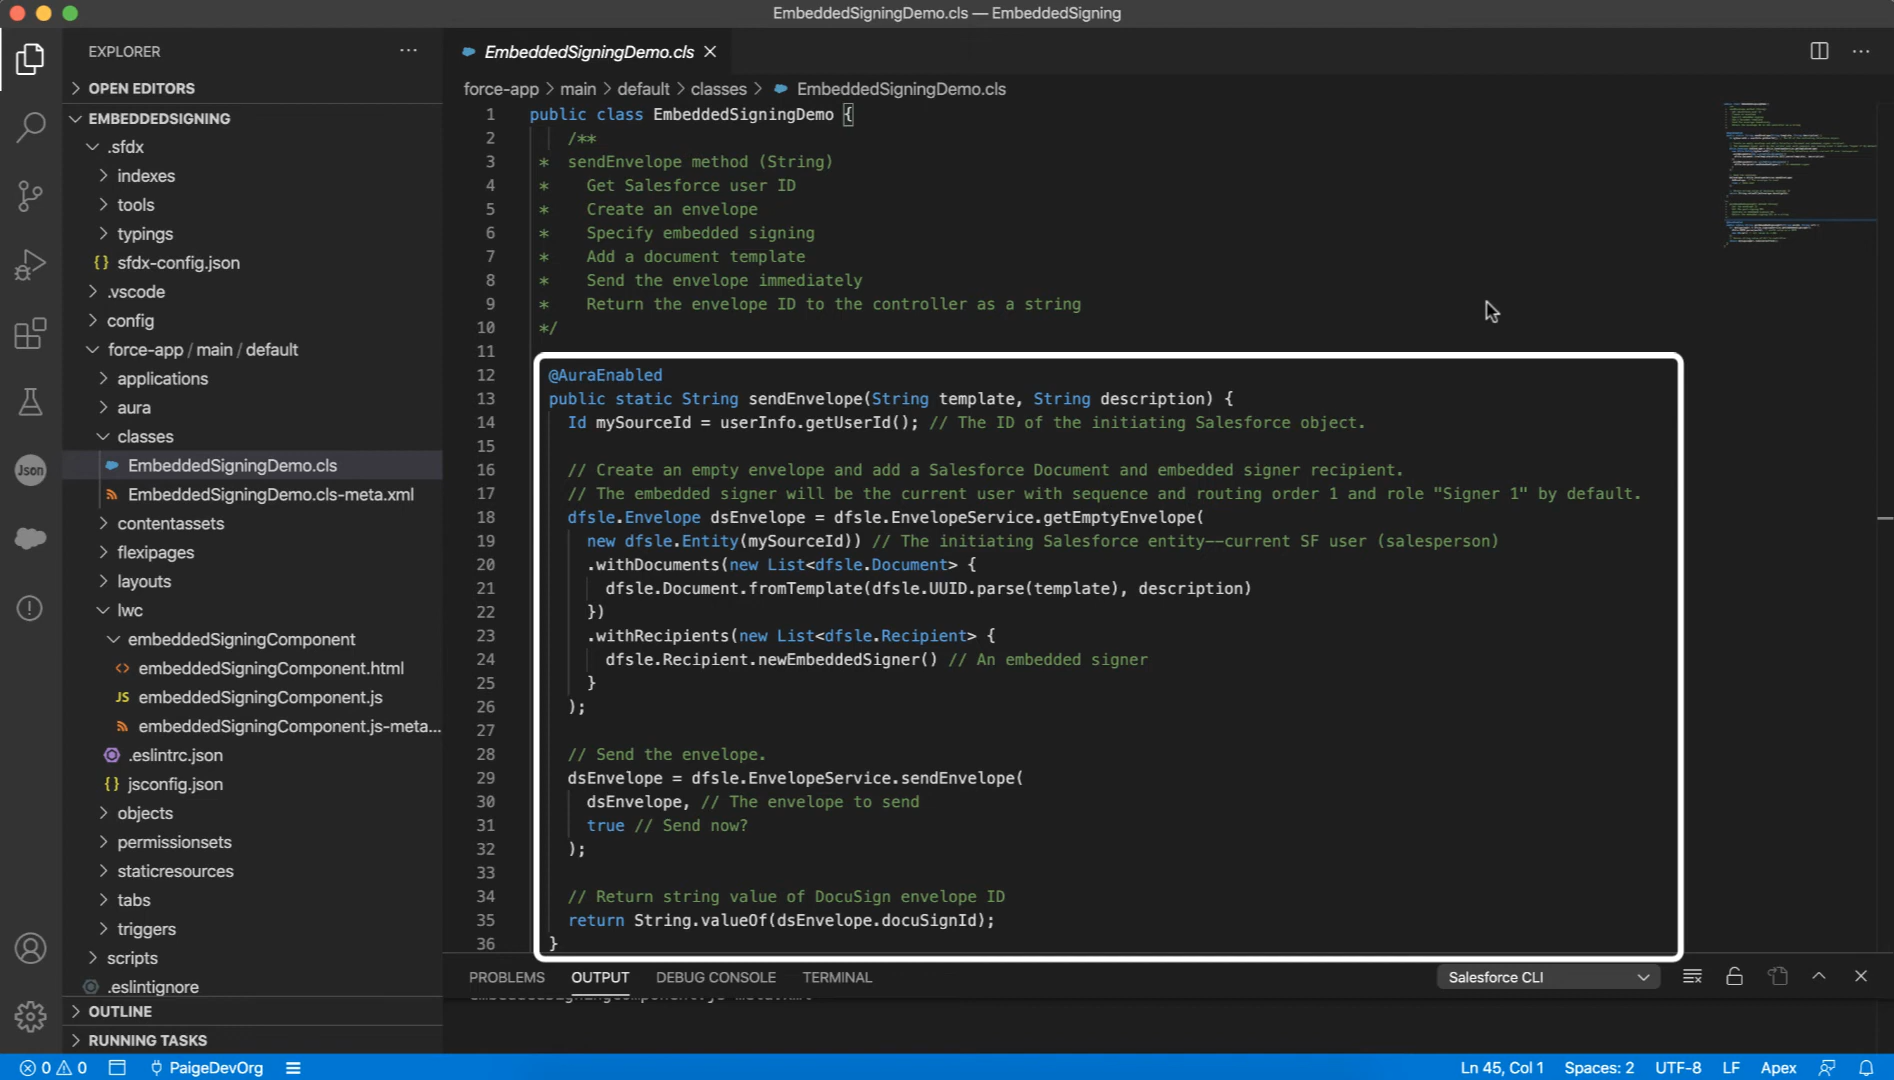 EmbeddedSigningDemo.cls — EmbeddedSigning
EXPLORER
OPEN EDITORS
EMBEDDEDSIGNING
.sfdx
indexes
tools
typings
{} sfdx-config.json
.vscode
config
force-app / main / default
applications
aura
classes
EmbeddedSigningDemo.cls
EmbeddedSigningDemo.cls-meta.xml
contentassets
flexipages
layouts
lwc
embeddedSigningComponent
<> embeddedSigningComponent.html
JS embeddedSigningComponent.js
embeddedSigningComponent.js-meta...
.eslintrc.json
{} jsconfig.json
objects
permissionsets
staticresources
tabs
triggers
scripts
.eslintignore
OUTLINE
RUNNING TASKS
Json
EmbeddedSigningDemo.cls
force-app > main > default > classes > EmbeddedSigningDemo.cls
1 public class EmbeddedSigningDemo {
2 /**
3 * sendEnvelope method (String)
4 * Get Salesforce user ID
5 * Create an envelope
6 * Specify embedded signing
7 * Add a document template
8 * Send the envelope immediately
9 * Return the envelope ID to the controller as a string
10 */
11
12 @AuraEnabled
13 public static String sendEnvelope(String template, String description) {
14 Id mySourceId = userInfo.getUserId(); // The ID of the initiating Salesforce object.
15
16 // Create an empty envelope and add a Salesforce Document and embedded signer recipient.
17 // The embedded signer will be the current user with sequence and routing order 1 and role "Signer 1" by default.
18 dfsle.Envelope dsEnvelope = dfsle.EnvelopeService.getEmptyEnvelope(
19 new dfsle.Entity(mySourceId)) // The initiating Salesforce entity--current SF user (salesperson)
20 .withDocuments(new List<dfsle.Document> {
21 dfsle.Document.fromTemplate(dfsle.UUID.parse(template), description)
22 })
23 .withRecipients(new List<dfsle.Recipient> {
24 dfsle.Recipient.newEmbeddedSigner() // An embedded signer
25 }
26 );
27
28 // Send the envelope.
29 dsEnvelope = dfsle.EnvelopeService.sendEnvelope(
30 dsEnvelope, // The envelope to send
31 true // Send now?
32 );
33
34 // Return string value of DocuSign envelope ID
35 return String.valueOf(dsEnvelope.docuSignId);
36 }
PROBLEMS OUTPUT DEBUG CONSOLE TERMINAL Salesforce CLI
0 0 PaigeDevOrg Ln 45, Col 1 Spaces: 2 UTF-8 LF Apex